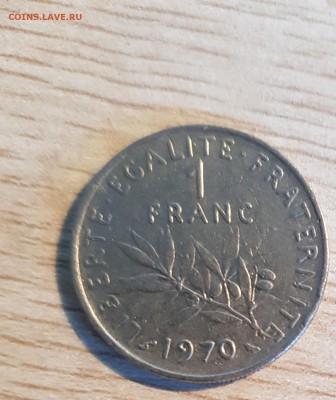 COINS.LAVE.RU
LIBERTE · EGALITE · FRATERNITE
1
FRANC
1970